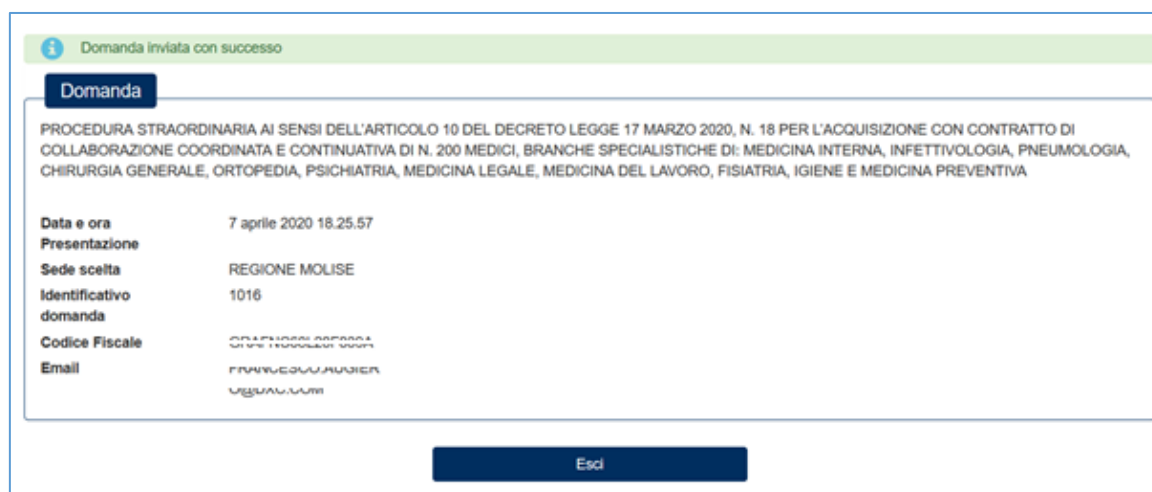 Domanda inviata con successo
Domanda
PROCEDURA STRAORDINARIA AI SENSI DELL'ARTICOLO 10 DEL DECRETO LEGGE 17 MARZO 2020, N. 18 PER L'ACQUISIZIONE CON CONTRATTO DI
COLLABORAZIONE COORDINATA E CONTINUATIVA DI N. 200 MEDICI, BRANCHE SPECIALISTICHE DI: MEDICINA INTERNA, INFETTIVOLOGIA, PNEUMOLOGIA,
CHIRURGIA GENERALE, ORTOPEDIA, PSICHIATRIA, MEDICINA LEGALE, MEDICINA DEL LAVORO, FISIATRIA, IGIENE E MEDICINA PREVENTIVA
Data e ora Presentazione 7 aprile 2020 18.25.57
Sede scelta REGIONE MOLISE
Identificativo domanda 1016
Codice Fiscale
Email
Esci